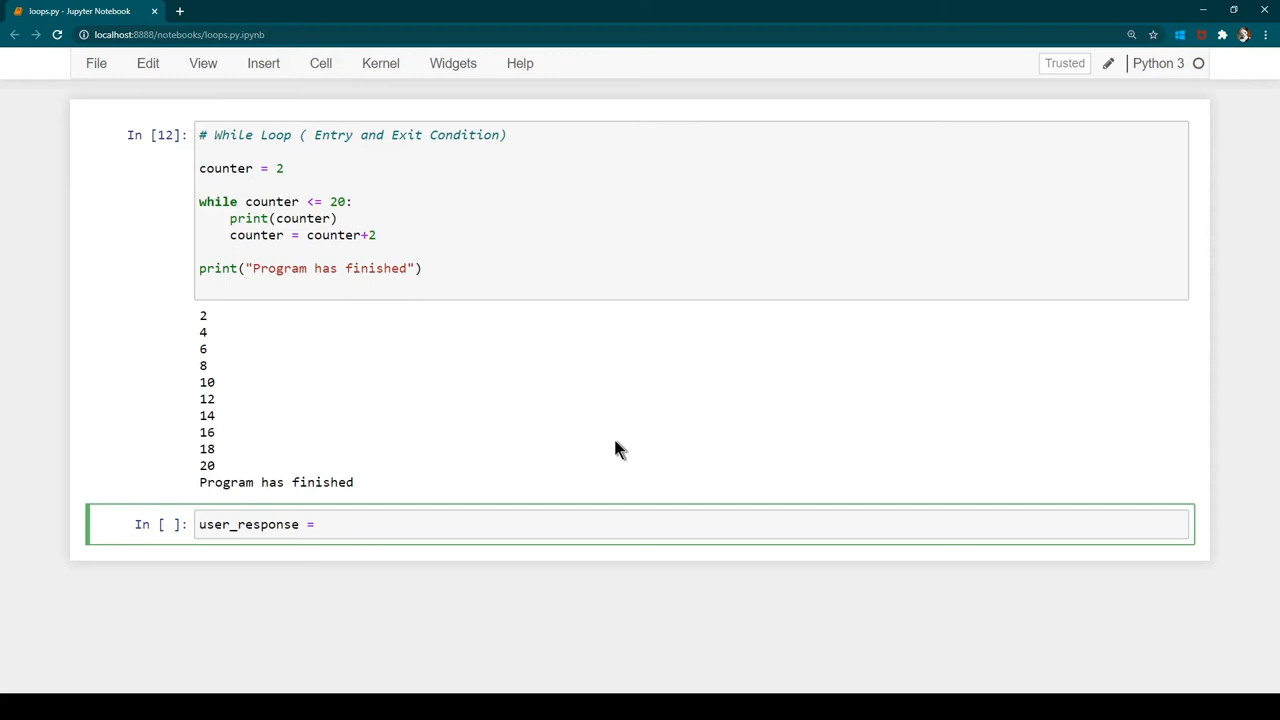 loops.py - Jupyter Notebook
localhost:8888/notebooks/loops.py.ipynb
File Edit View Insert Cell Kernel Widgets Help Trusted Python 3
In [12]: # While Loop ( Entry and Exit Condition)
counter = 2
while counter <= 20:
print(counter)
counter = counter+2
print("Program has finished")
2
4
6
8
10
12
14
16
18
20
Program has finished
In [ ]: user_response =